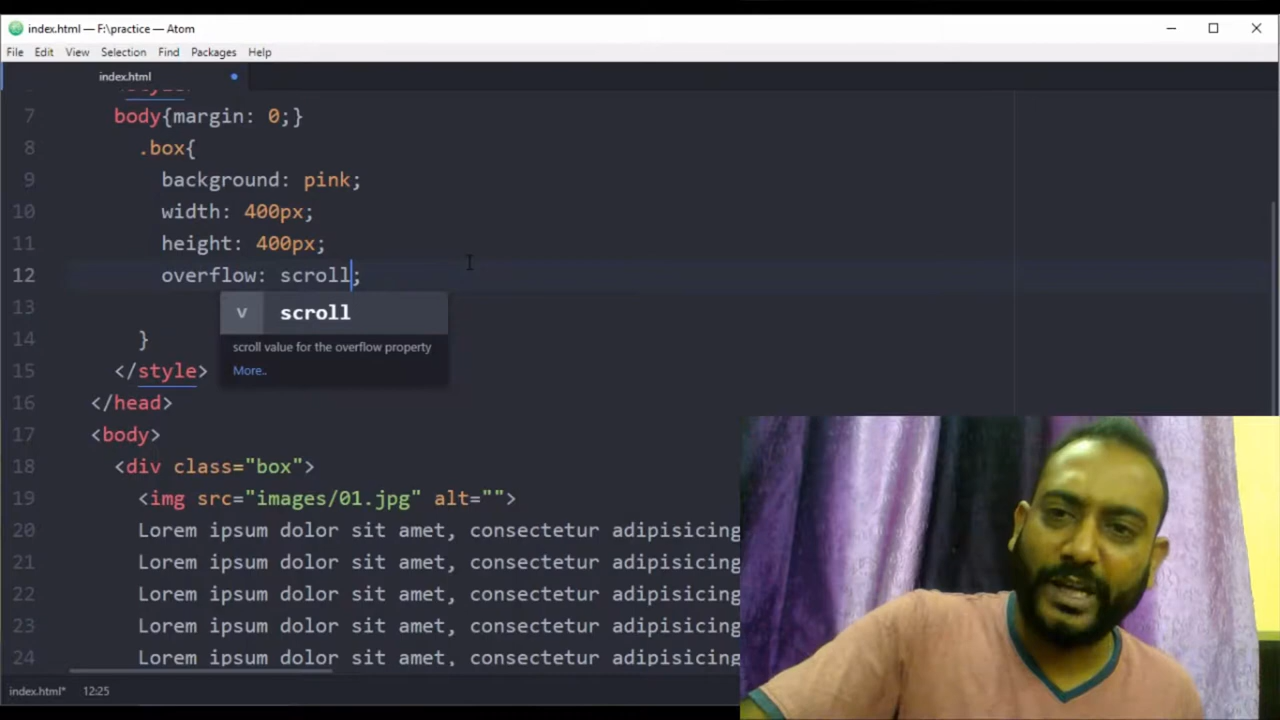 index.html — F:\practice — Atom
File Edit View Selection Find Packages Help
index.html
7 body{margin: 0;}
8 .box{
9 background: pink;
10 width: 400px;
11 height: 400px;
12 overflow: scroll;
13
v scroll
14 }
scroll value for the overflow property
15 </style>
More..
16 </head>
17 <body>
18 <div class="box">
19 <img src="images/01.jpg" alt="">
20 Lorem ipsum dolor sit amet, consectetur adipisicing
21 Lorem ipsum dolor sit amet, consectetur adipisicing
22 Lorem ipsum dolor sit amet, consectetur adipisicing
23 Lorem ipsum dolor sit amet, consectetur adipisicing
24 Lorem ipsum dolor sit amet, consectetur adipisicing
index.html* 12:25